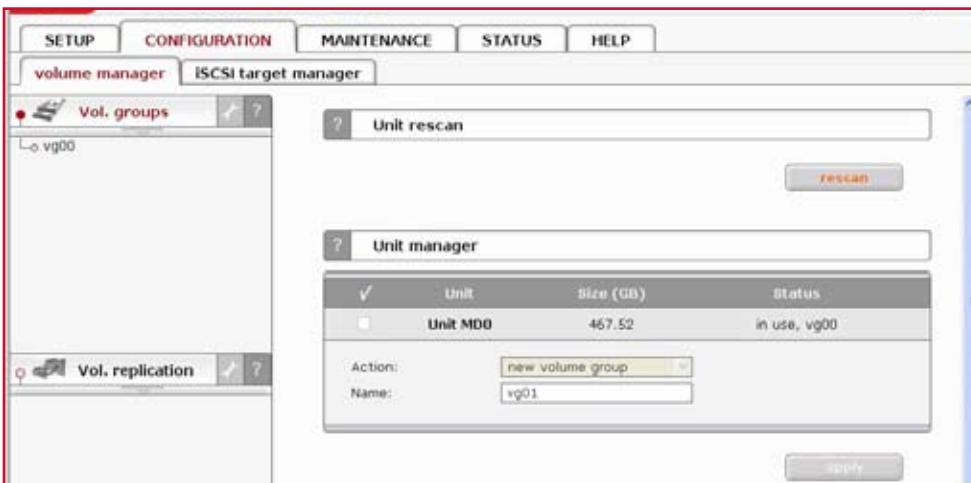 SETUP CONFIGURATION MAINTENANCE STATUS HELP
volume manager iSCSI target manager
Vol. groups ?
vg00
? Unit rescan
rescan
? Unit manager
Unit Size (GB) Status
Unit MD0 467.52 in use, vg00
Action: new volume group
Name: vg01
Vol. replication ?
apply